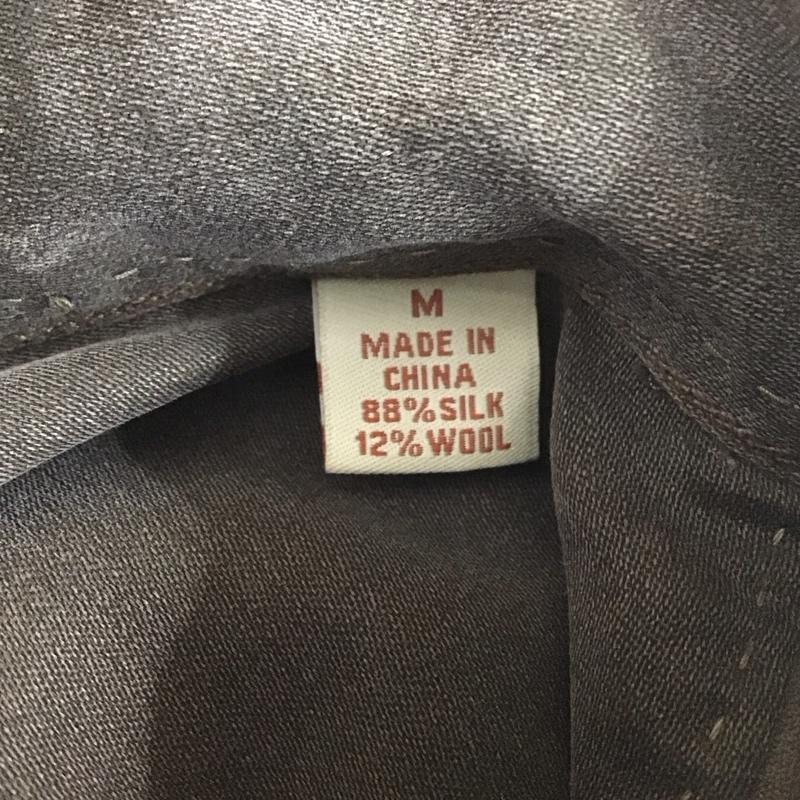 M
MADE IN
CHINA
88% SILK
12% WOOL